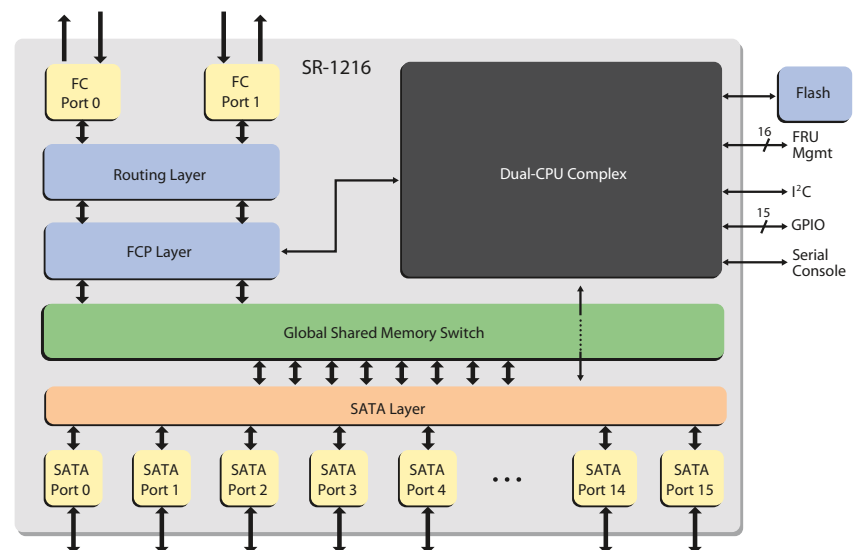 SR-1216
FC
Port 0
FC
Port 1
Routing Layer
FCP Layer
Dual-CPU Complex
Flash
16
FRU
Mgmt
I²C
15
GPIO
Serial
Console
Global Shared Memory Switch
SATA Layer
SATA
Port 0
SATA
Port 1
SATA
Port 2
SATA
Port 3
SATA
Port 4
...
SATA
Port 14
SATA
Port 15